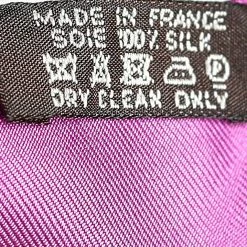 MADE IN FRANCE
SOIE 100% SILK
P
DRY CLEAN ONLY